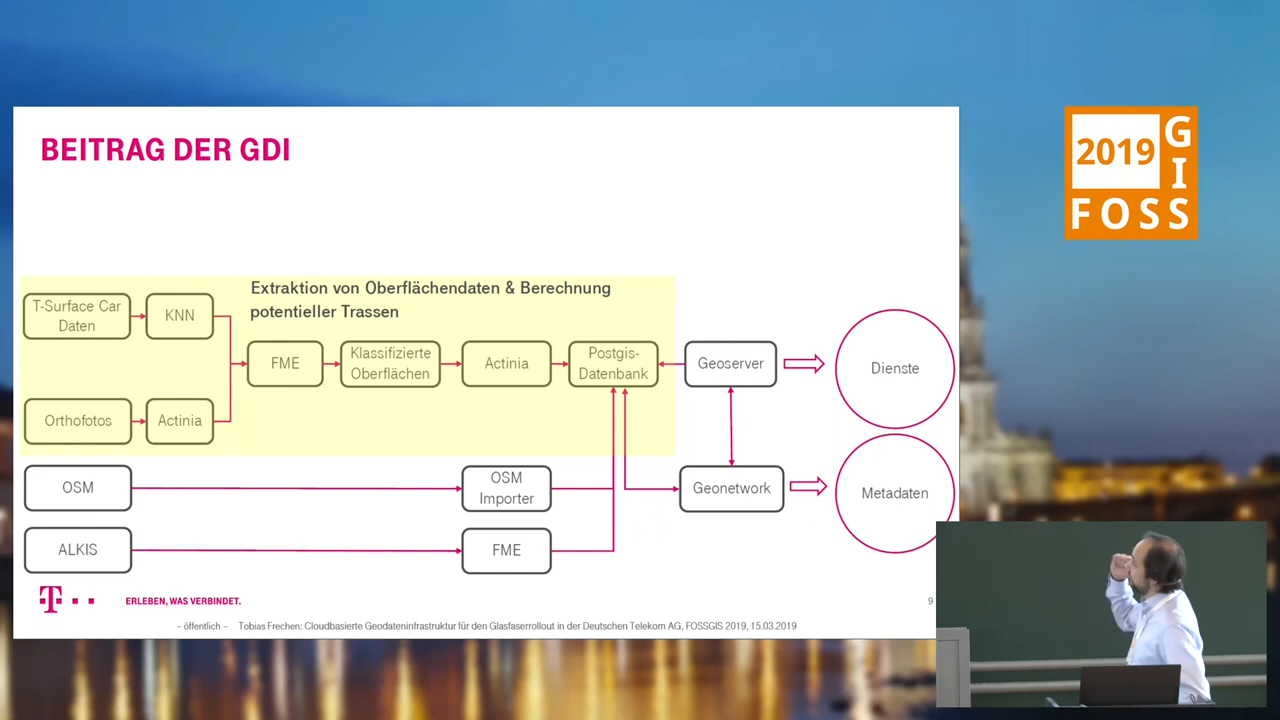 BEITRAG DER GDI
2019
GIS
FOSS
Extraktion von Oberflächendaten & Berechnung
potentieller Trassen
T-Surface Car
Daten
KNN
FME
Klassifizierte
Oberflächen
Actinia
Postgis-
Datenbank
Geoserver
Dienste
Orthofotos
Actinia
OSM
OSM
Importer
Geonetwork
Metadaten
ALKIS
FME
T
ERLEBEN, WAS VERBINDET.
9
– öffentlich – Tobias Frechen: Cloudbasierte Geodateninfrastruktur für den Glasfaserrollout in der Deutschen Telekom AG, FOSSGIS 2019, 15.03.2019